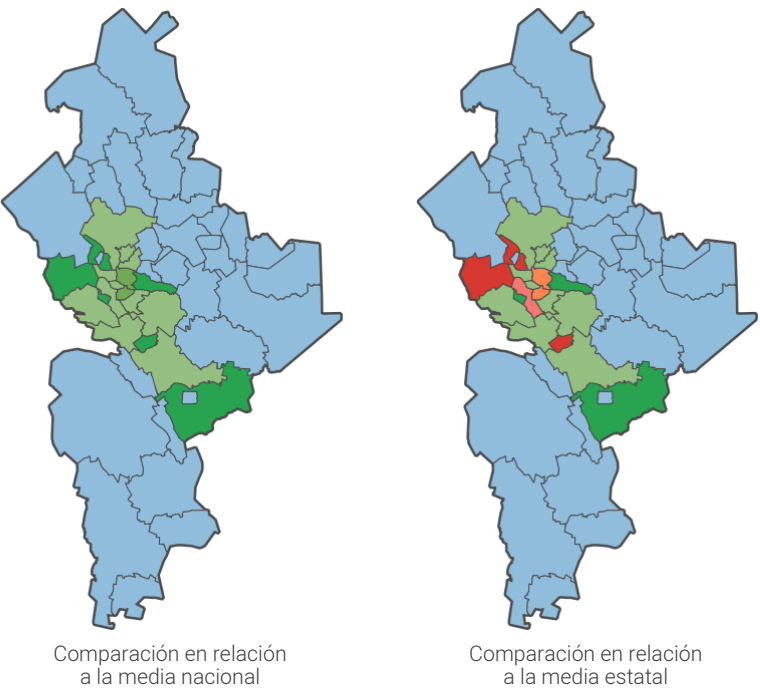 Comparación en relación
a la media nacional
Comparación en relación
a la media estatal